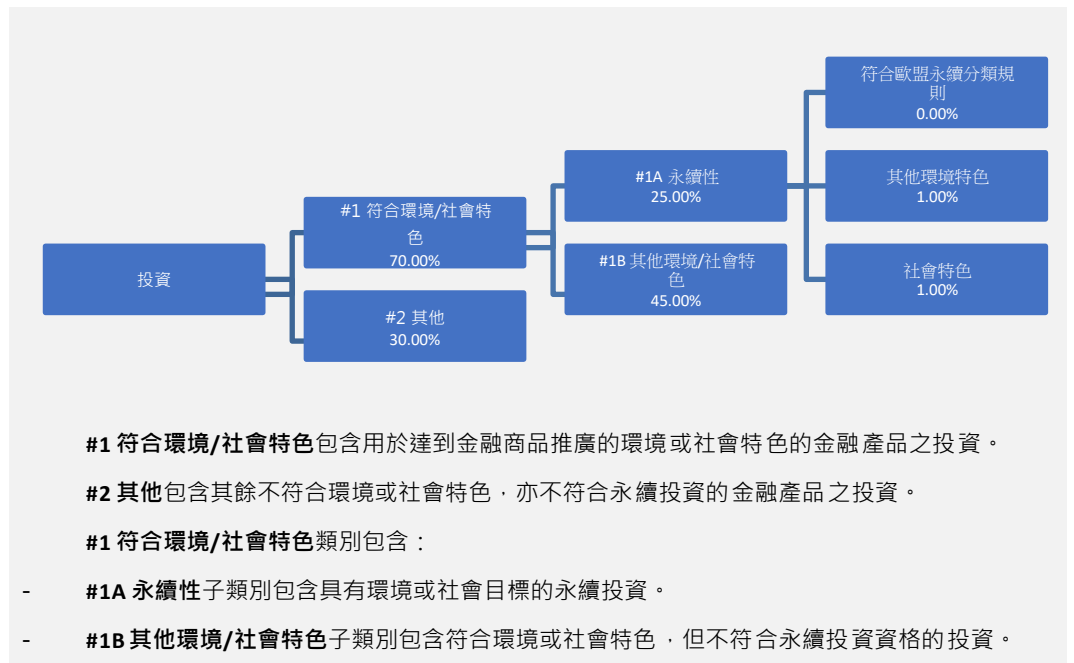 投資
#1 符合環境/社會特
色
70.00%
#2 其他
30.00%
#1A 永續性
25.00%
#1B 其他環境/社會特
色
45.00%
符合歐盟永續分類規
則
0.00%
其他環境特色
1.00%
社會特色
1.00%
#1 符合環境/社會特色包含用於達到金融商品推廣的環境或社會特色的金融產品之投資。
#2 其他包含其餘不符合環境或社會特色，亦不符合永續投資的金融產品之投資。
#1 符合環境/社會特色類別包含：
- #1A 永續性子類別包含具有環境或社會目標的永續投資。
- #1B 其他環境/社會特色子類別包含符合環境或社會特色，但不符合永續投資資格的投資。